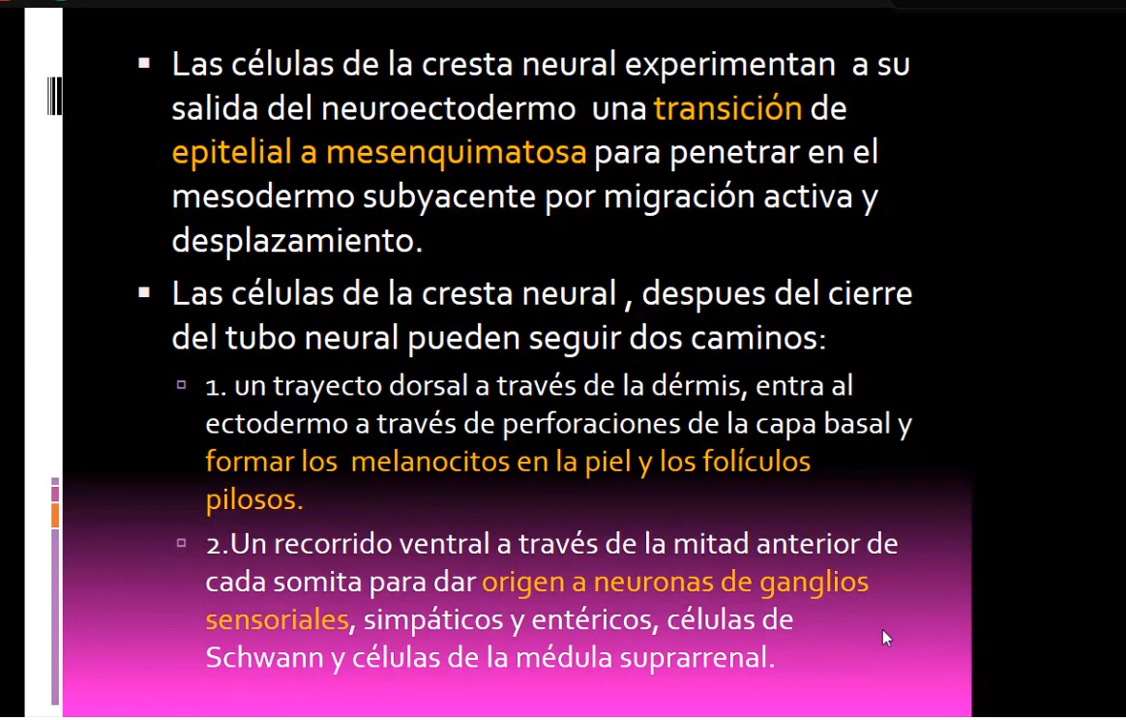 Las células de la cresta neural experimentan a su
salida del neuroectodermo una transición de
epitelial a mesenquimatosa para penetrar en el
mesodermo subyacente por migración activa y
desplazamiento.
Las células de la cresta neural , despues del cierre
del tubo neural pueden seguir dos caminos:
1. un trayecto dorsal a través de la dérmis, entra al
ectodermo a través de perforaciones de la capa basal y
formar los melanocitos en la piel y los folículos
pilosos.
2.Un recorrido ventral a través de la mitad anterior de
cada somita para dar origen a neuronas de ganglios
sensoriales, simpáticos y entéricos, células de
Schwann y células de la médula suprarrenal.